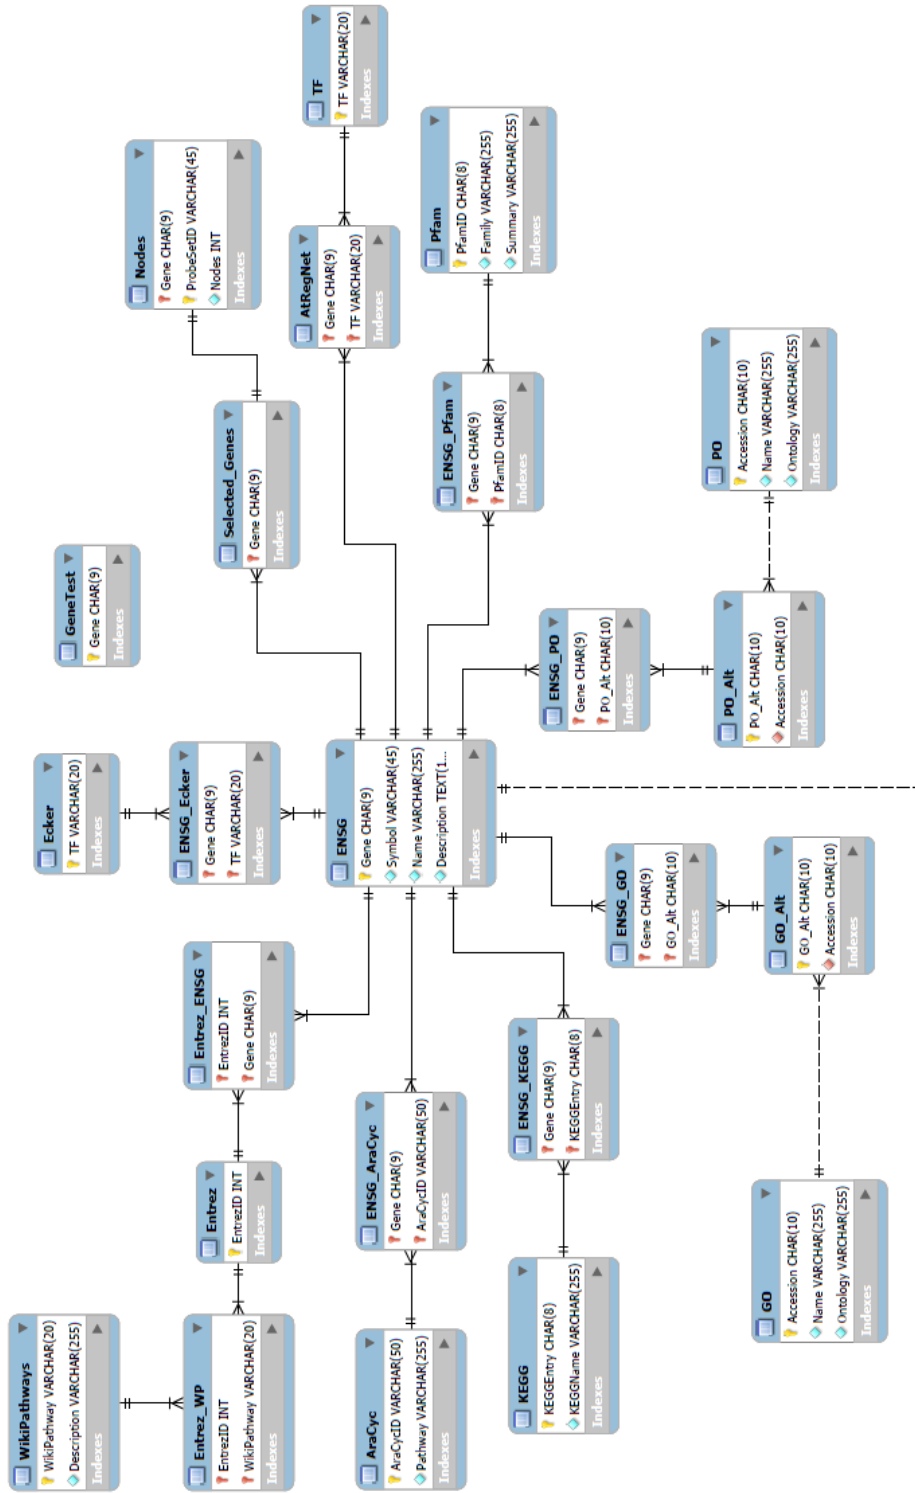 WikiPathways
WikiPathway VARCHAR(20)
Description VARCHAR(255)
Indexes
Entrez_WP
EntrezID INT
WikiPathway VARCHAR(20)
Indexes
Entrez
EntrezID INT
Indexes
Entrez_ENSG
EntrezID INT
Gene CHAR(9)
Indexes
Ecker
TF VARCHAR(20)
Indexes
ENSG_Ecker
Gene CHAR(9)
TF VARCHAR(20)
Indexes
GeneTest
Gene CHAR(9)
Indexes
Selected_Genes
Gene CHAR(9)
Indexes
Nodes
Gene CHAR(9)
ProbeSetID VARCHAR(45)
Nodes INT
Indexes
AtRegNet
Gene CHAR(9)
TF VARCHAR(20)
Indexes
TF
TF VARCHAR(20)
Indexes
AraCyc
AraCycID VARCHAR(50)
Pathway VARCHAR(255)
Indexes
ENSG_AraCyc
Gene CHAR(9)
AraCycID VARCHAR(50)
Indexes
ENSG
Gene CHAR(9)
Symbol VARCHAR(45)
Name VARCHAR(255)
Description TEXT(1...
Indexes
ENSG_Pfam
Gene CHAR(9)
PfamID CHAR(8)
Indexes
Pfam
PfamID CHAR(8)
Family VARCHAR(255)
Summary VARCHAR(255)
Indexes
KEGG
KEGGEntry CHAR(8)
KEGGName VARCHAR(255)
Indexes
ENSG_KEGG
Gene CHAR(9)
KEGGEntry CHAR(8)
Indexes
ENSG_GO
Gene CHAR(9)
GO_Alt CHAR(10)
Indexes
ENSG_PO
Gene CHAR(9)
PO_Alt CHAR(10)
Indexes
GO
Accession CHAR(10)
Name VARCHAR(255)
Ontology VARCHAR(255)
Indexes
GO_Alt
GO_Alt CHAR(10)
Accession CHAR(10)
Indexes
PO_Alt
PO_Alt CHAR(10)
Accession CHAR(10)
Indexes
PO
Accession CHAR(10)
Name VARCHAR(255)
Ontology VARCHAR(255)
Indexes